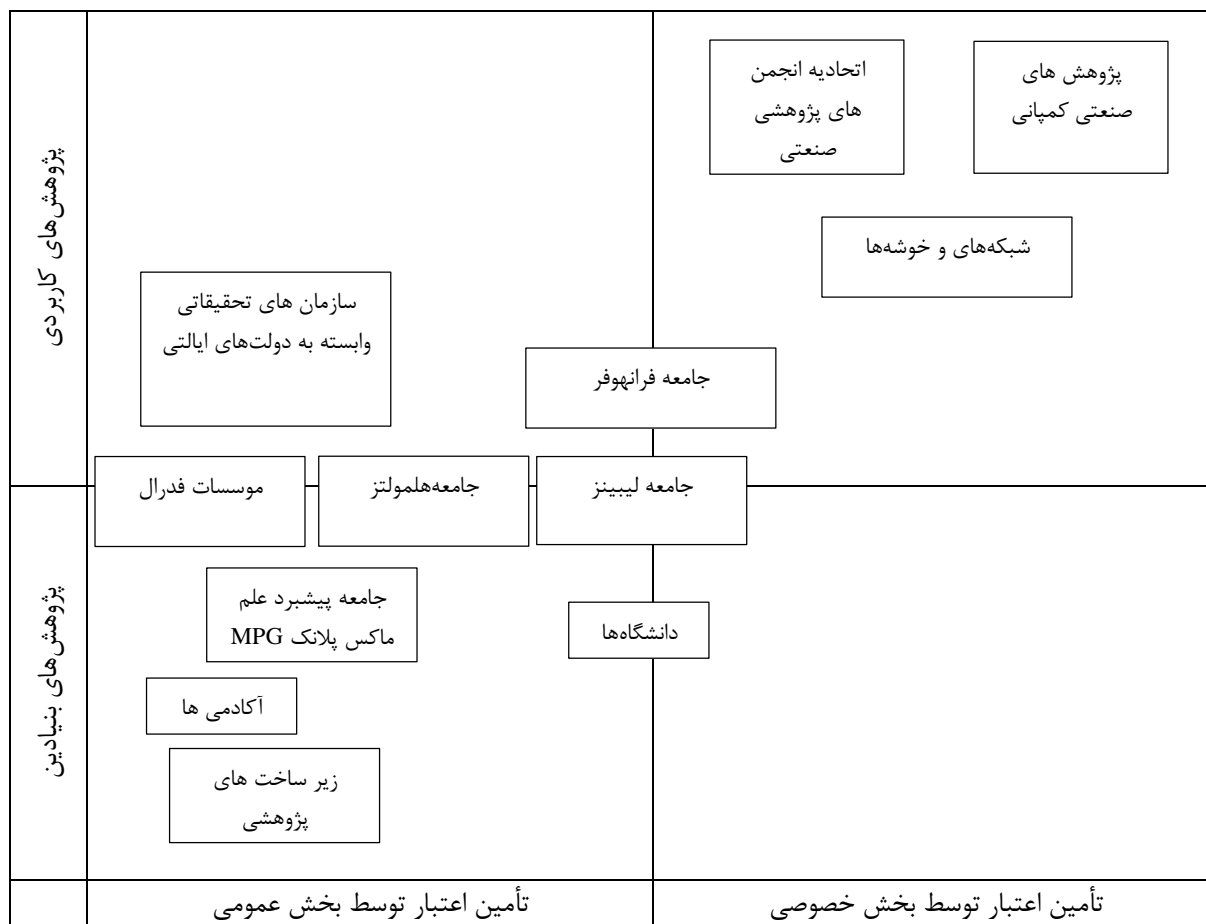 پژوهش‌های کاربردی
اتحادیه انجمن
های پژوهشی
صنعتی
پژوهش های
صنعتی کمپانی
شبکه‌های و خوشه‌ها
سازمان های تحقیقاتی
وابسته به دولت‌های ایالتی
جامعه فرانهوفر
موسسات فدرال
جامعه‌هلمولتز
جامعه لیبینز
پژوهش‌های بنیادین
جامعه پیشبرد علم
ماکس پلانک MPG
دانشگاه‌ها
آکادمی ها
زیر ساخت های
پژوهشی
تأمین اعتبار توسط بخش عمومی
تأمین اعتبار توسط بخش خصوصی